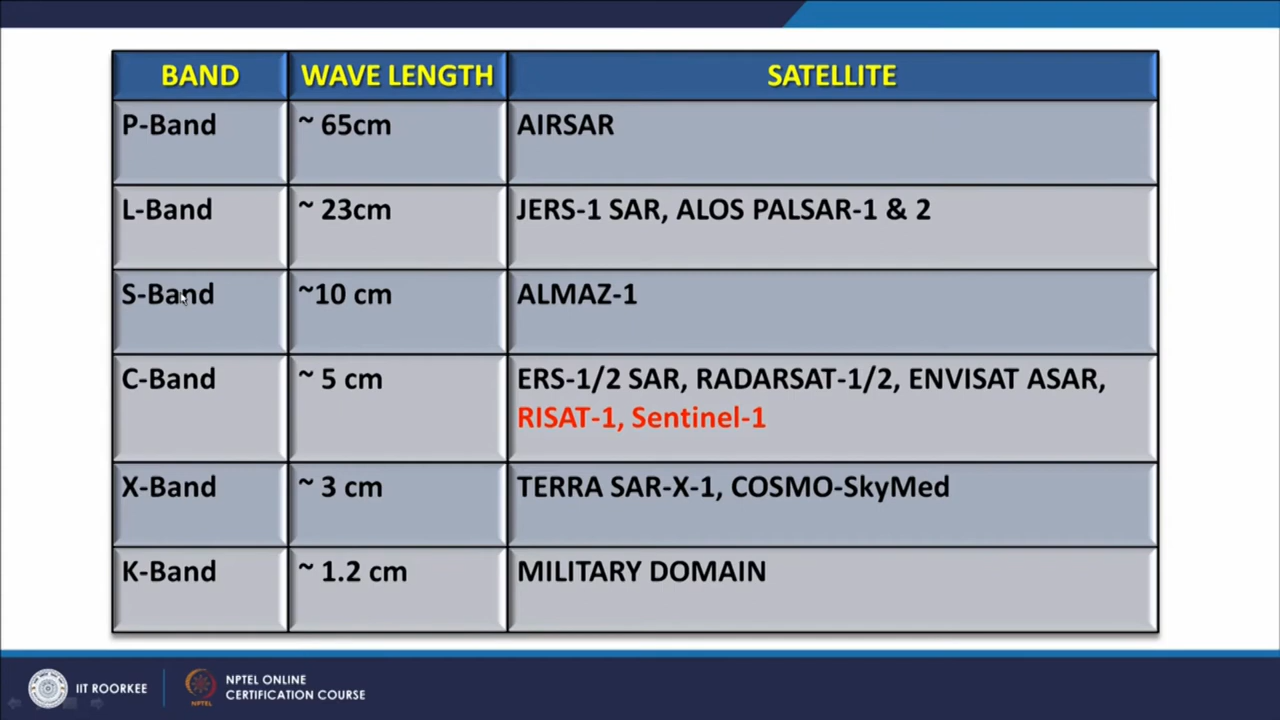 BAND WAVE LENGTH SATELLITE
P-Band ~ 65cm AIRSAR
L-Band ~ 23cm JERS-1 SAR, ALOS PALSAR-1 & 2
S-Band ~10 cm ALMAZ-1
C-Band ~ 5 cm ERS-1/2 SAR, RADARSAT-1/2, ENVISAT ASAR,
RISAT-1, Sentinel-1
X-Band ~ 3 cm TERRA SAR-X-1, COSMO-SkyMed
K-Band ~ 1.2 cm MILITARY DOMAIN
IIT ROORKEE
NPTEL
NPTEL ONLINE
CERTIFICATION COURSE